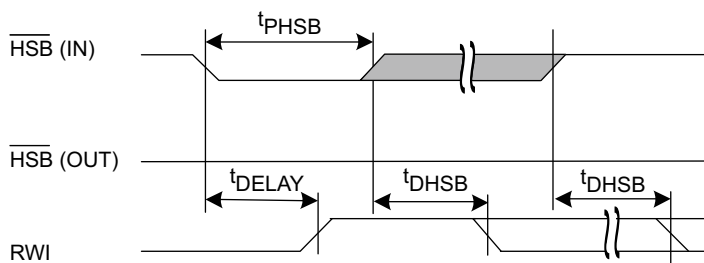 tPHSB
HSB (IN)
HSB (OUT)
tDELAY tDHSB tDHSB
RWI